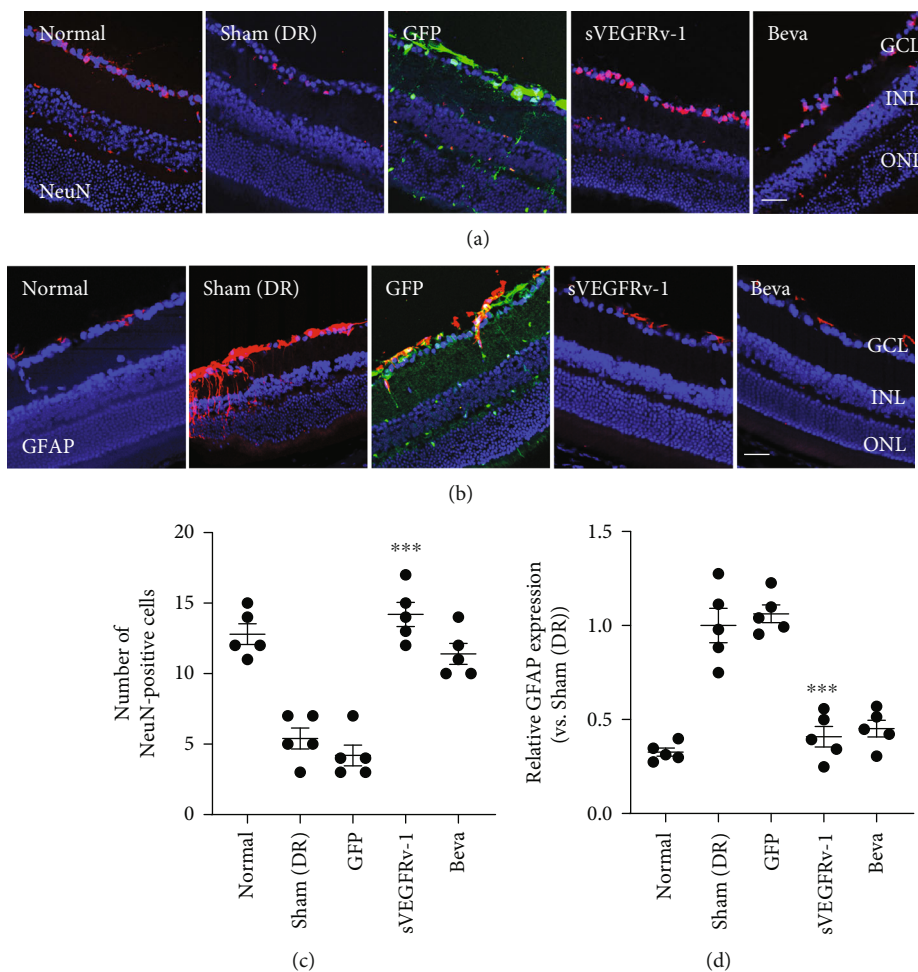 Normal
Sham (DR)
GFP
sVEGFRv-1
Beva
GCL
INL
ONL
NeuN
(a)
Normal
Sham (DR)
GFP
sVEGFRv-1
Beva
GCL
INL
ONL
GFAP
(b)
20
15
10
5
0
Number of
NeuN-positive cells
***
Normal
Sham (DR)
GFP
sVEGFRv-1
Beva
(c)
1.5
1.0
0.5
0.0
Relative GFAP expression
(vs. Sham (DR))
***
Normal
Sham (DR)
GFP
sVEGFRv-1
Beva
(d)